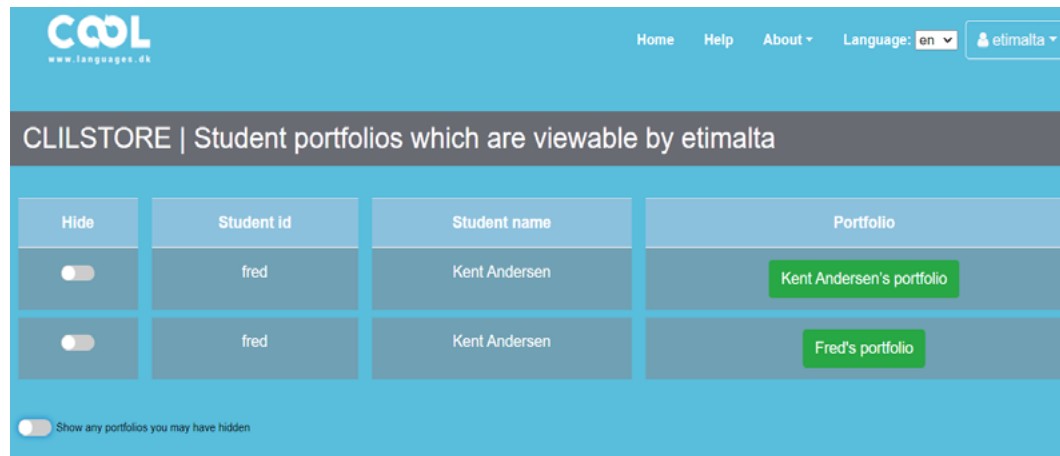 COOL
www.languages.dk
Home Help About Language: en etimalta
CLILSTORE | Student portfolios which are viewable by etimalta
Hide Student id Student name Portfolio
fred Kent Andersen Kent Andersen's portfolio
fred Kent Andersen Fred's portfolio
Show any portfolios you may have hidden